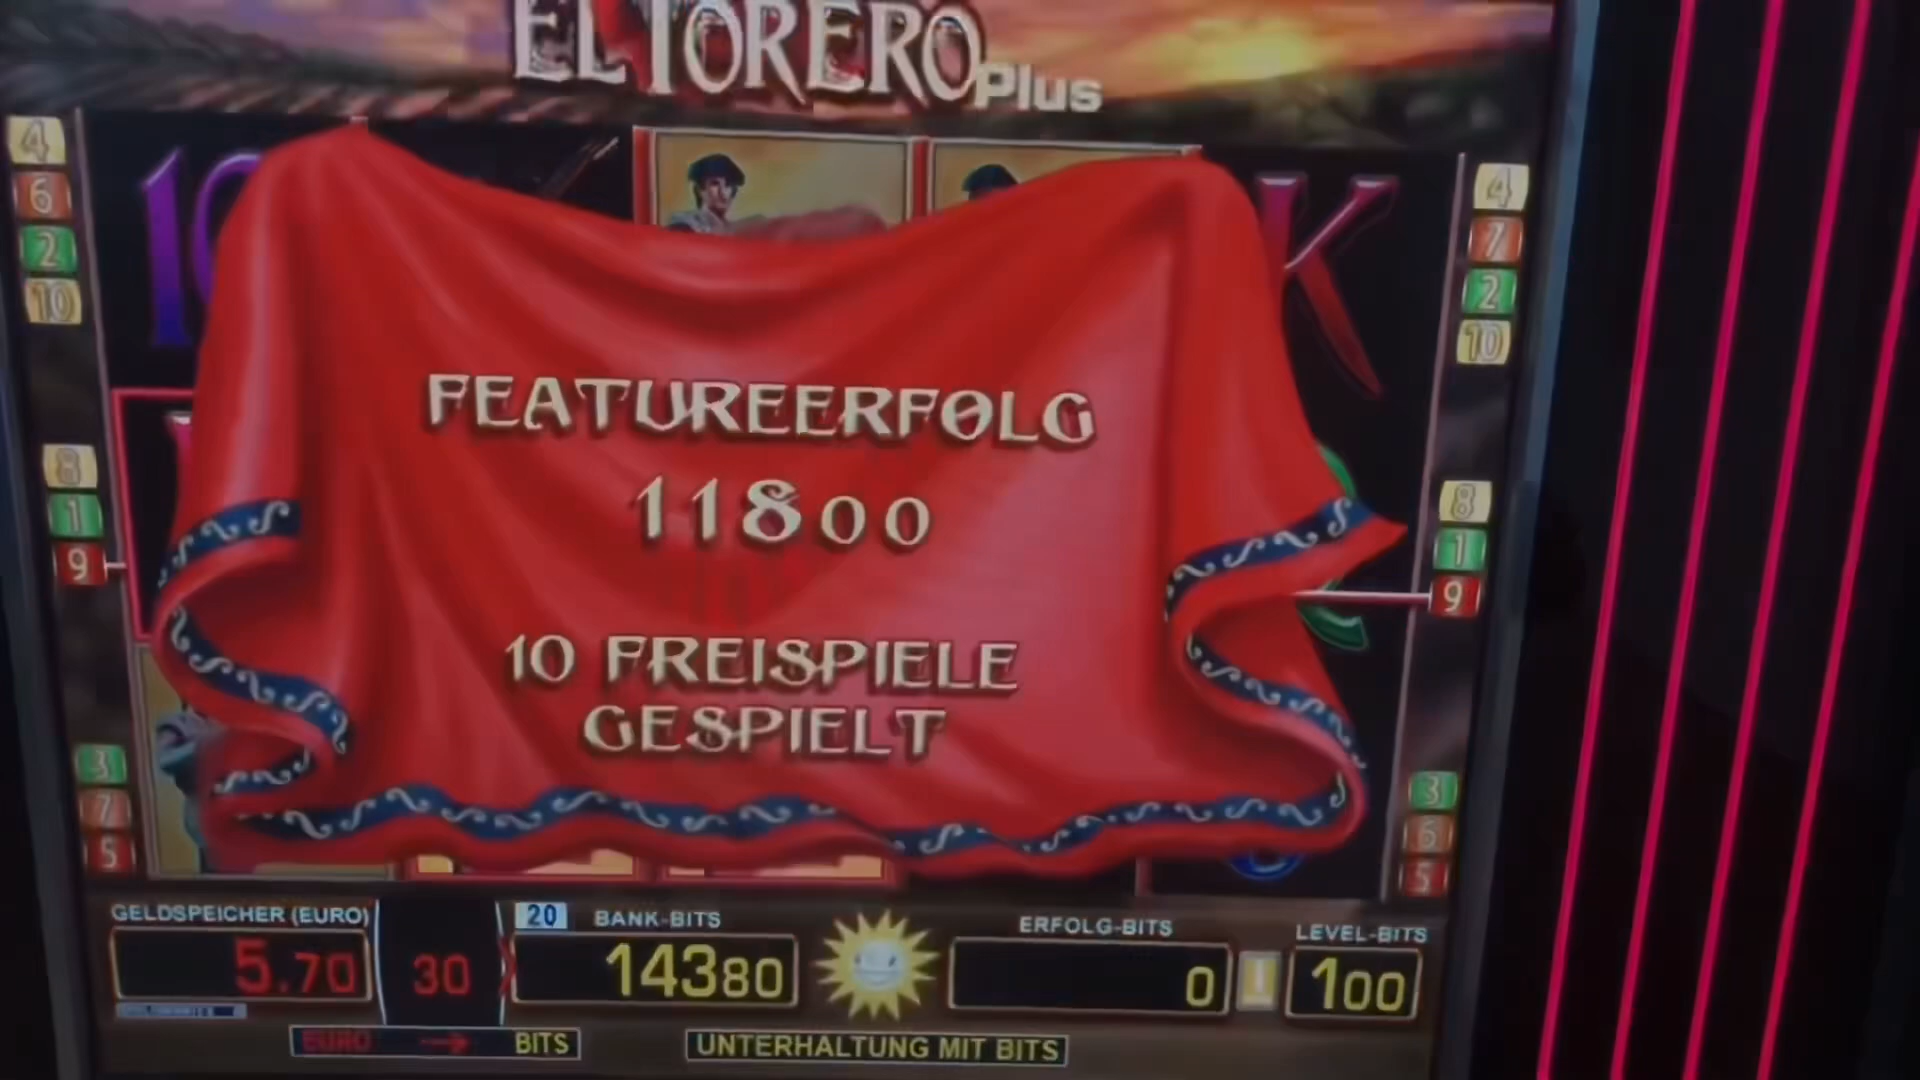 EL TORERO Plus
4
6
2
10
10
K
4
7
2
10
FEATUREERFOLG
11800
10 FREISPIELE
GESPIELT
8
1
9
8
1
9
3
7
5
3
6
5
GELDSPEICHER (EURO)
20 BANK-BITS
ERFOLG-BITS
LEVEL-BITS
5.70
30
14380
0
100
EURO → BITS
UNTERHALTUNG MIT BITS